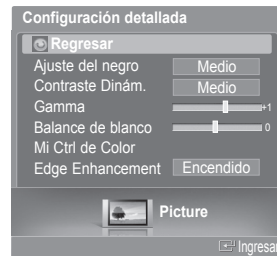 Configuración detallada
Regresar
Ajuste del negro Medio
Contraste Dinám. Medio
Gamma +1
Balance de blanco 0
Mi Ctrl de Color
Edge Enhancement Encendido
Picture
Ingresar